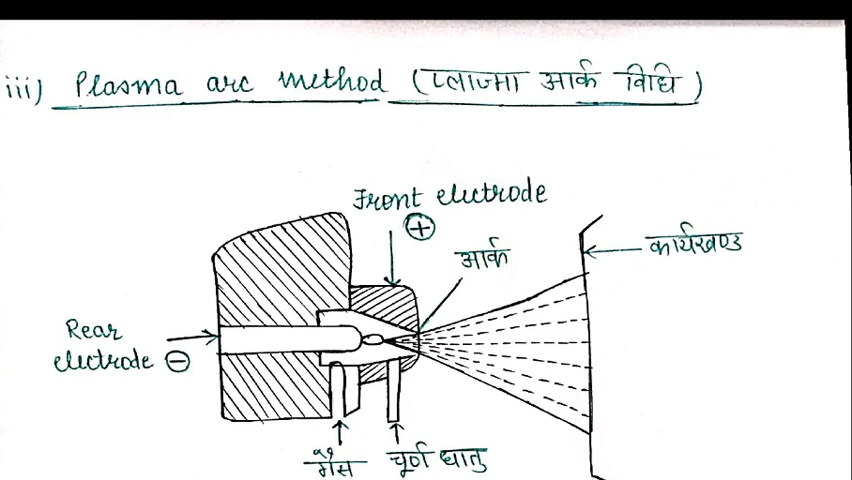 iii) Plasma arc method (प्लाज्मा आर्क विधि)
Front electrode
+
आर्क
कार्यखण्ड
Rear
electrode −
गैस
चूर्ण धातु